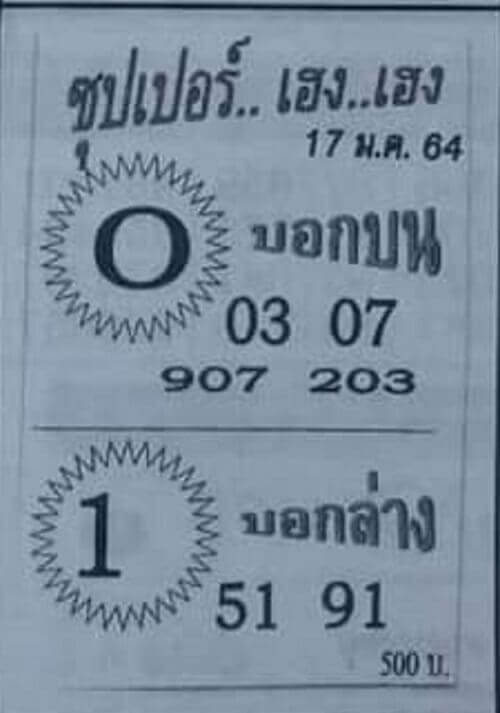 ซุปเปอร์.. เฮง..เฮง
17 ม.ค. 64
0 บอกบน
03 07
907 203
1 บอกล่าง
51 91
500 บ.